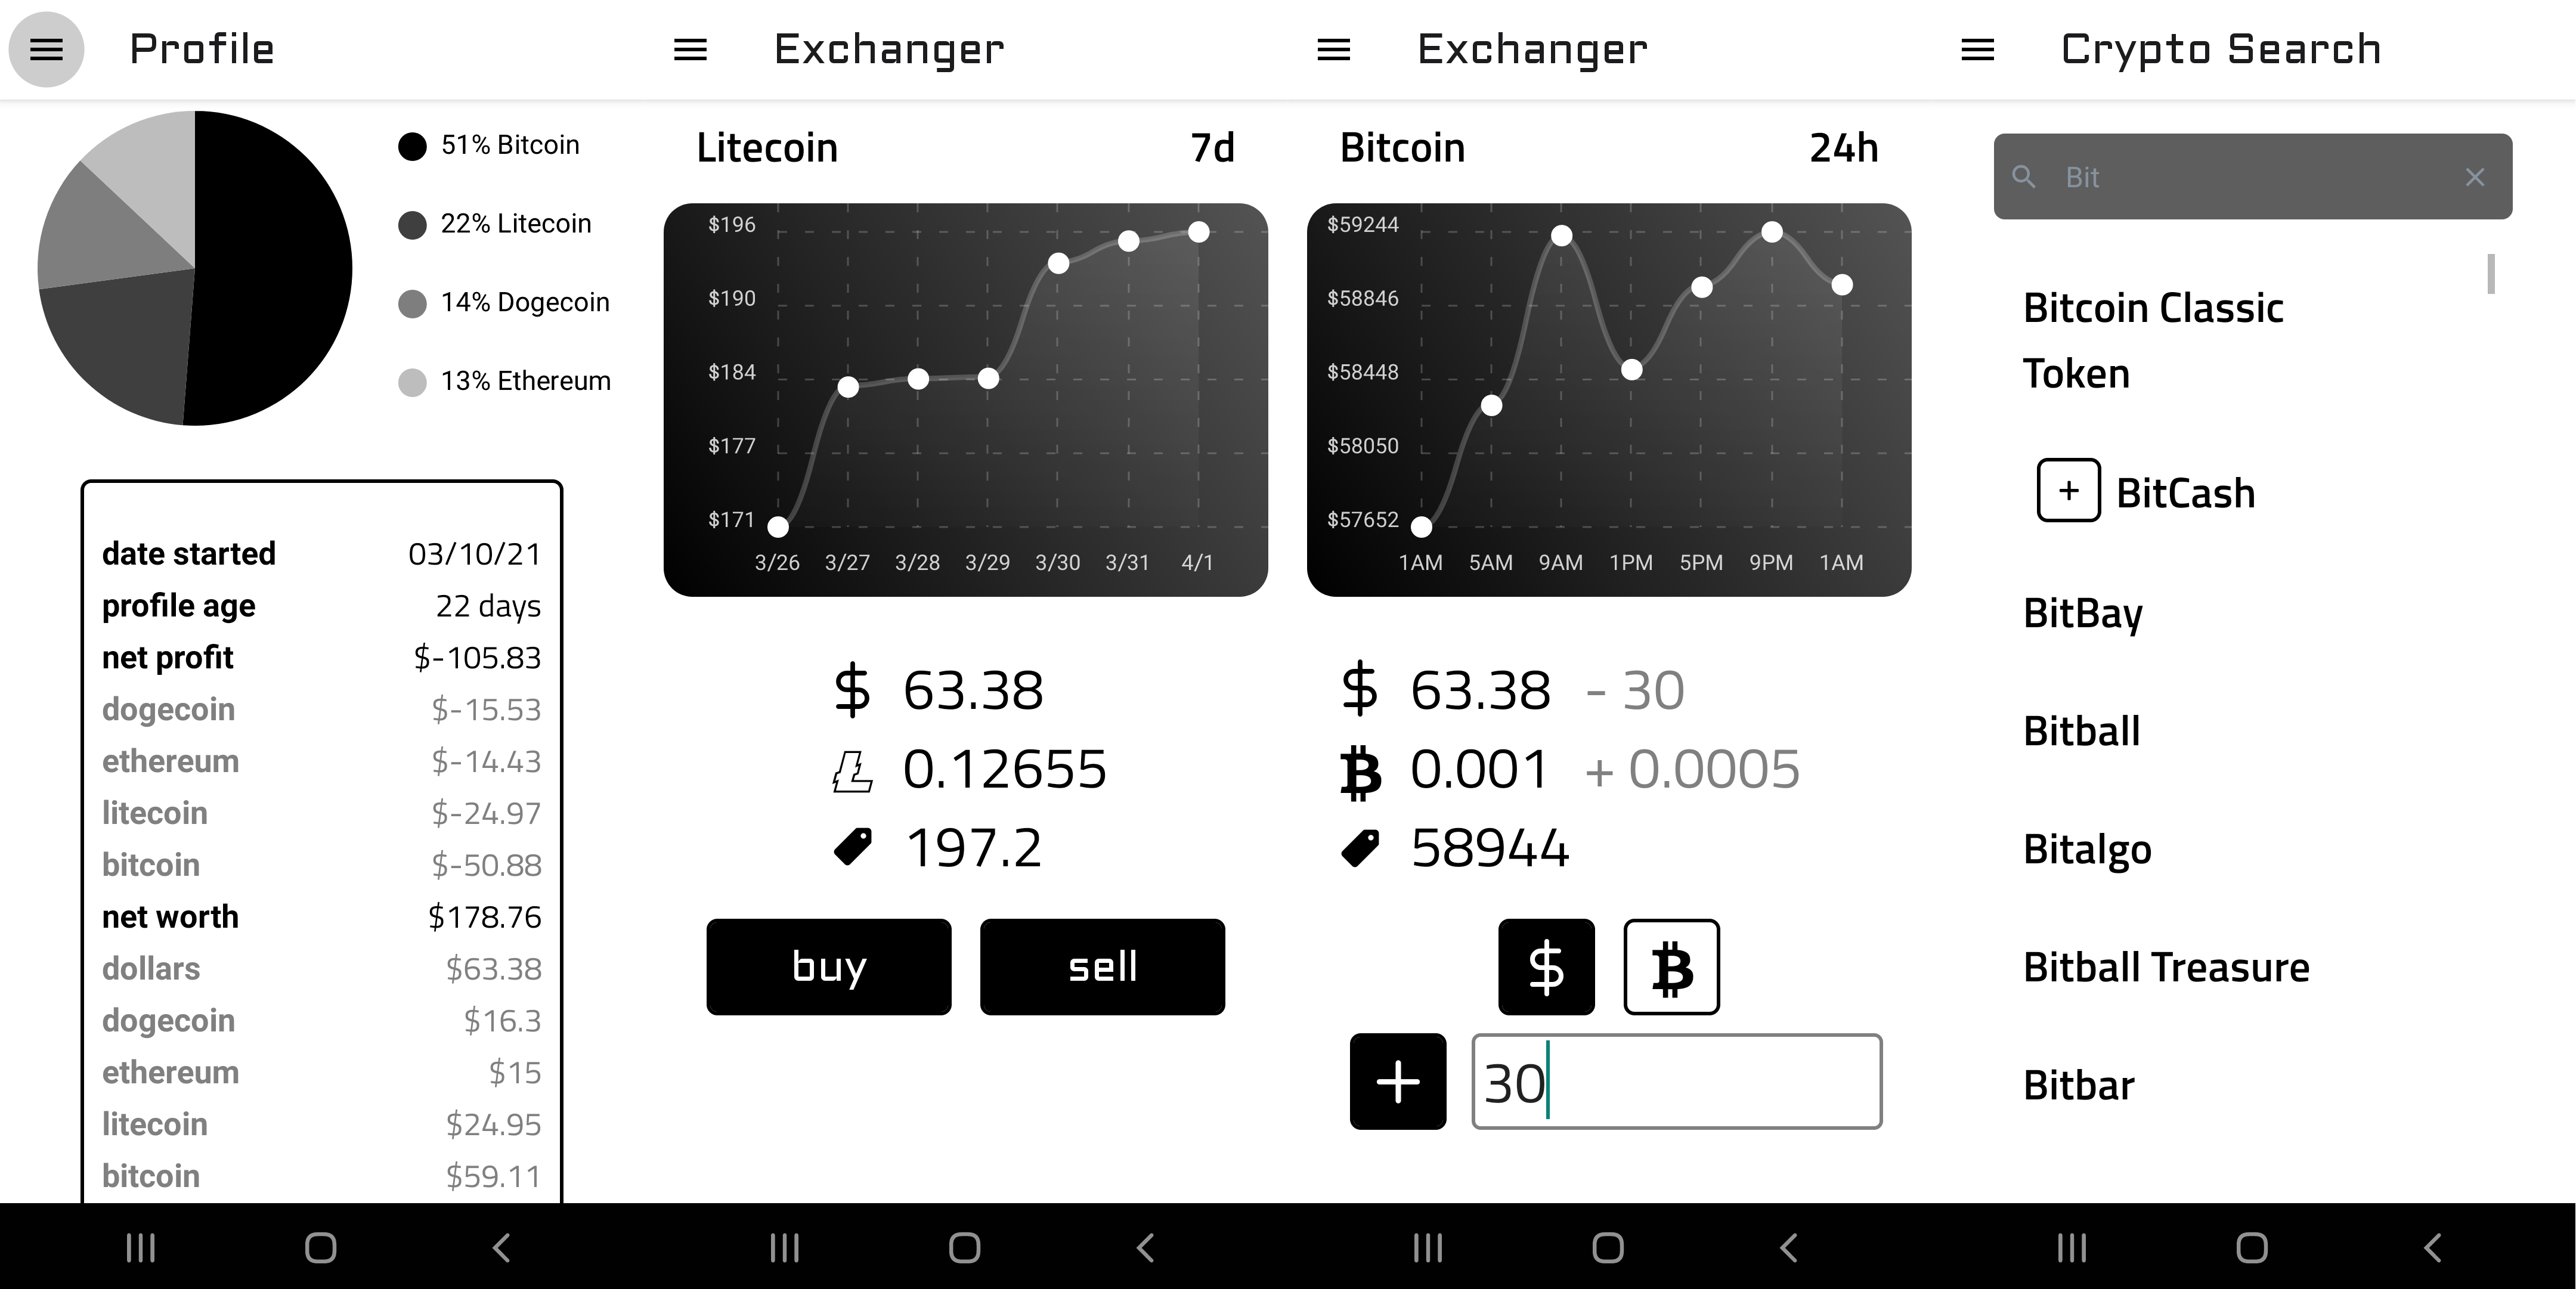 Profile
51% Bitcoin
22% Litecoin
14% Dogecoin
13% Ethereum
date started 03/10/21
profile age 22 days
net profit $-105.83
dogecoin $-15.53
ethereum $-14.43
litecoin $-24.97
bitcoin $-50.88
net worth $178.76
dollars $63.38
dogecoin $16.3
ethereum $15
litecoin $24.95
bitcoin $59.11
Exchanger
Litecoin 7d
$196
$190
$184
$177
$171
3/26 3/27 3/28 3/29 3/30 3/31 4/1
$ 63.38
0.12655
197.2
buy sell
Exchanger
Bitcoin 24h
$59244
$58846
$58448
$58050
$57652
1AM 5AM 9AM 1PM 5PM 9PM 1AM
$ 63.38 - 30
₿ 0.001 + 0.0005
58944
$ ₿
+ 30
Crypto Search
Bit
Bitcoin Classic
Token
+ BitCash
BitBay
Bitball
Bitalgo
Bitball Treasure
Bitbar